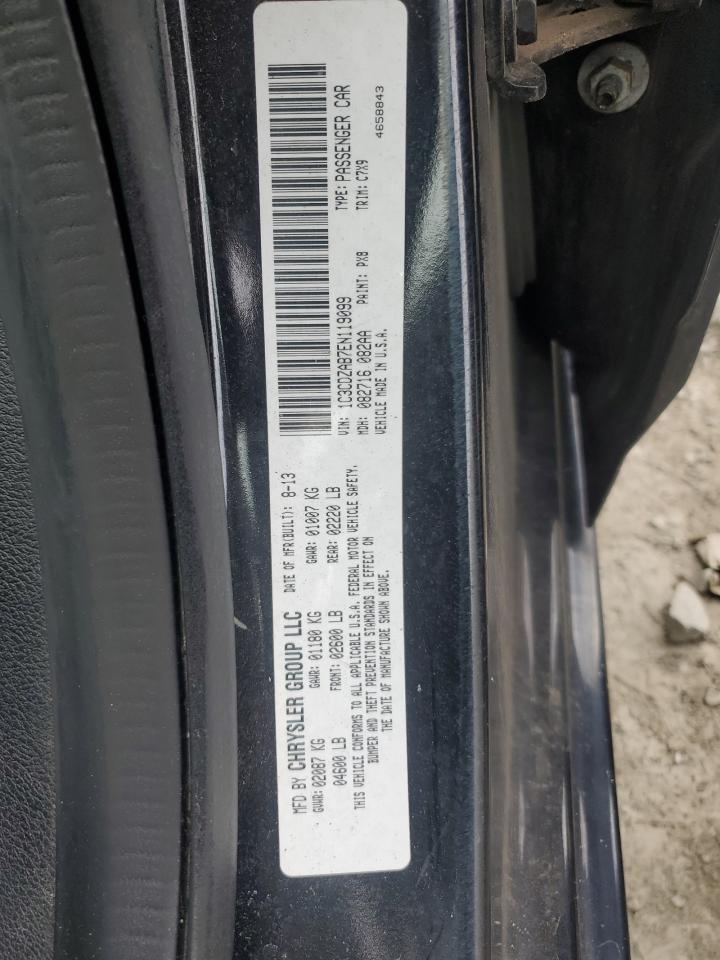 MFD BY CHRYSLER GROUP LLC DATE OF MFR(BUILT): 8-13
GVWR: 02087 KG GAWR: 01180 KG GAWR: 01007 KG
04600 LB FRONT: 02600 LB REAR: 02220 LB
THIS VEHICLE CONFORMS TO ALL APPLICABLE U.S.A. FEDERAL MOTOR VEHICLE SAFETY,
BUMPER AND THEFT PREVENTION STANDARDS IN EFFECT ON
THE DATE OF MANUFACTURE SHOWN ABOVE.
VIN: 1C3CDZAB7EN119099 TYPE: PASSENGER CAR
MDH: 082716 082AA PAINT: PX8 TRIM: C7X9
VEHICLE MADE IN U.S.A. 4658843